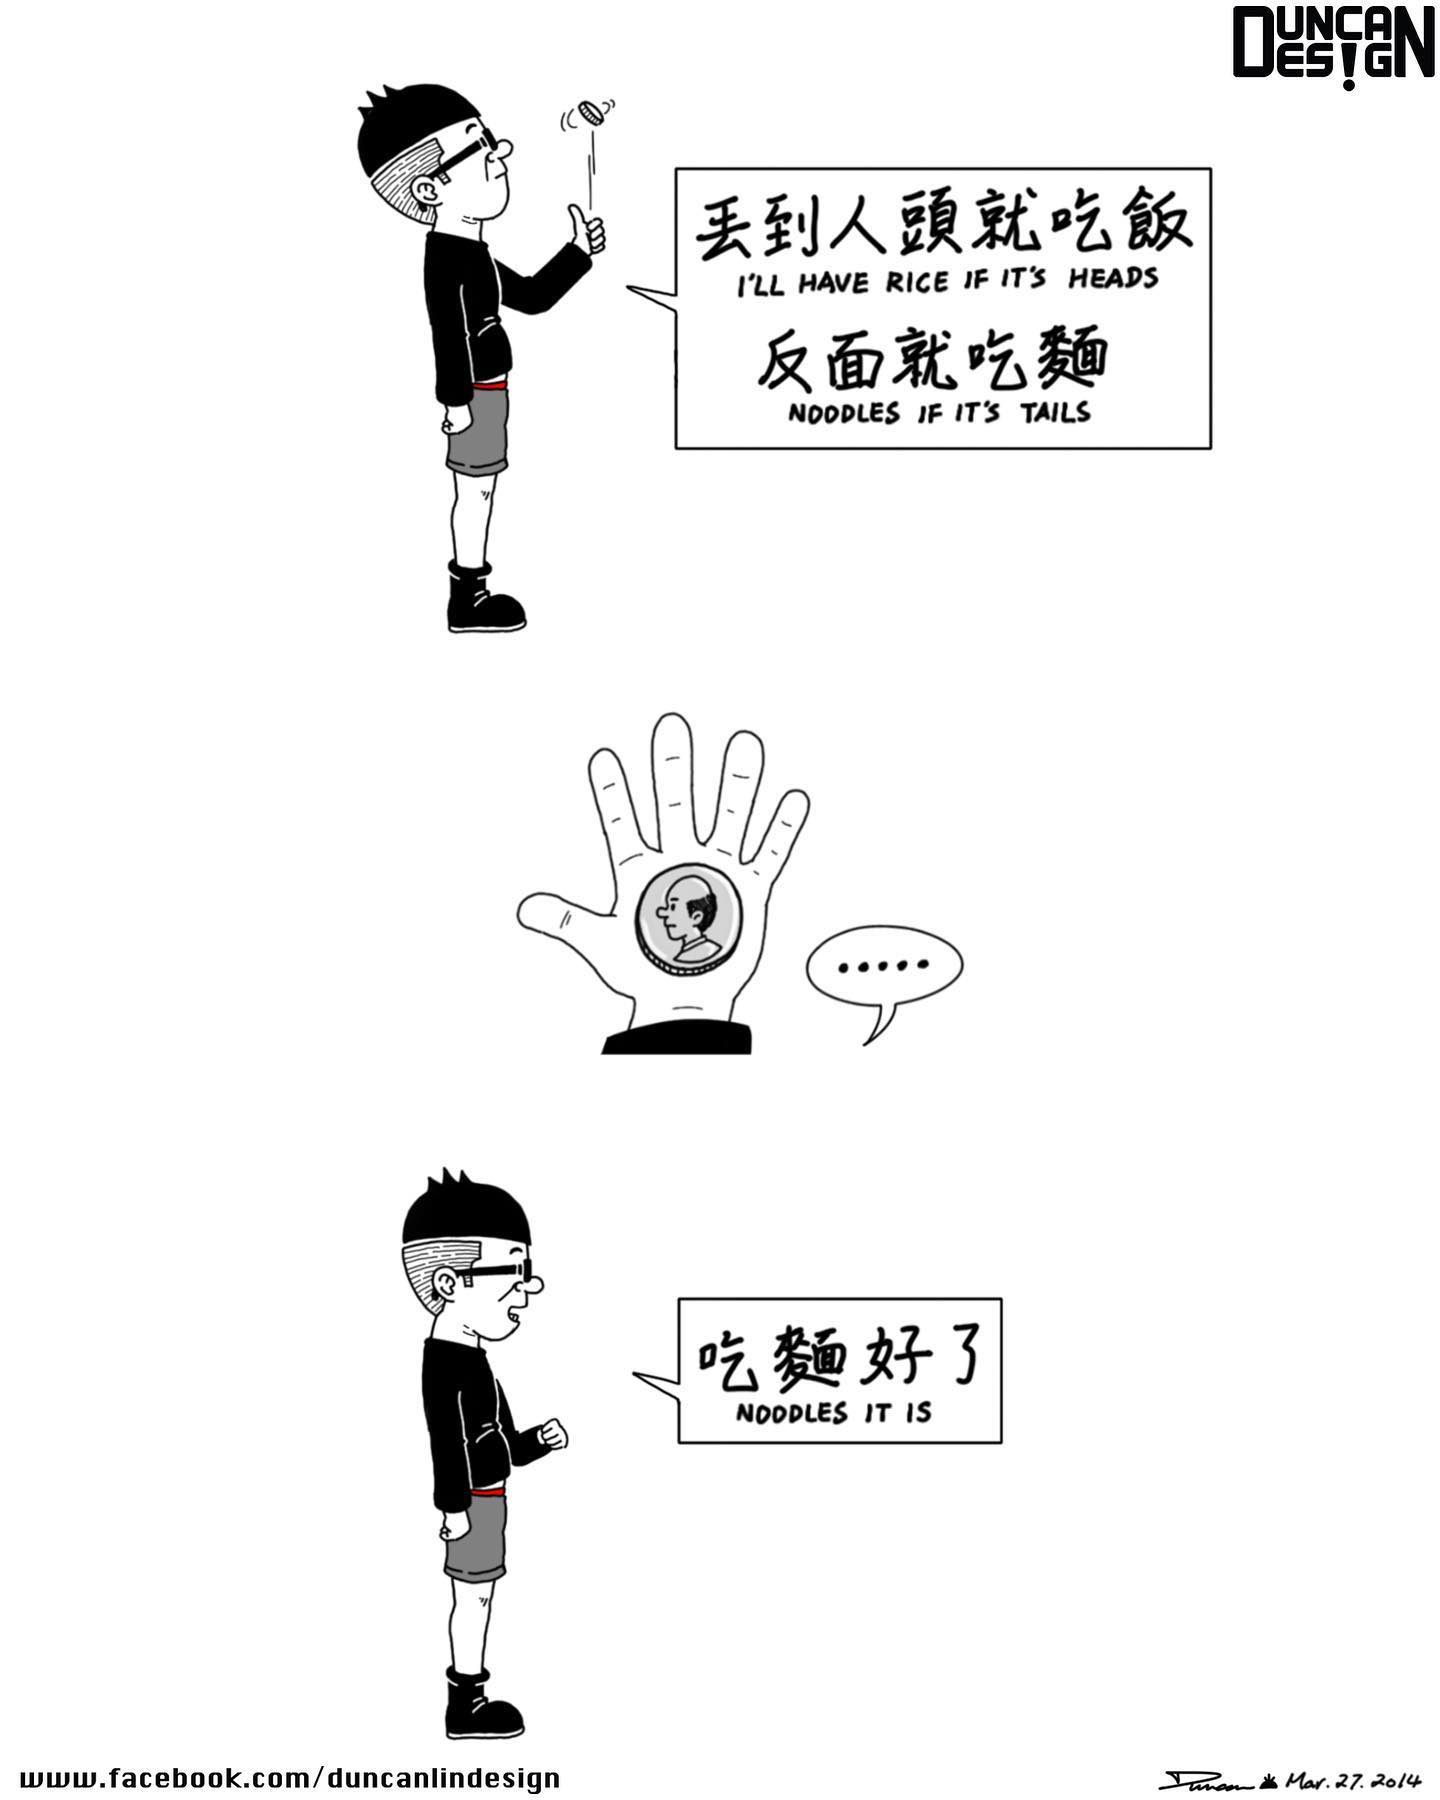 DUNCAN
DES!GN
丟到人頭就吃飯
I'LL HAVE RICE IF IT'S HEADS
反面就吃麵
NOODLES IF IT'S TAILS
.....
吃麵好了
NOODLES IT IS
www.facebook.com/duncanlindesign
Duncan Mar.27.2014